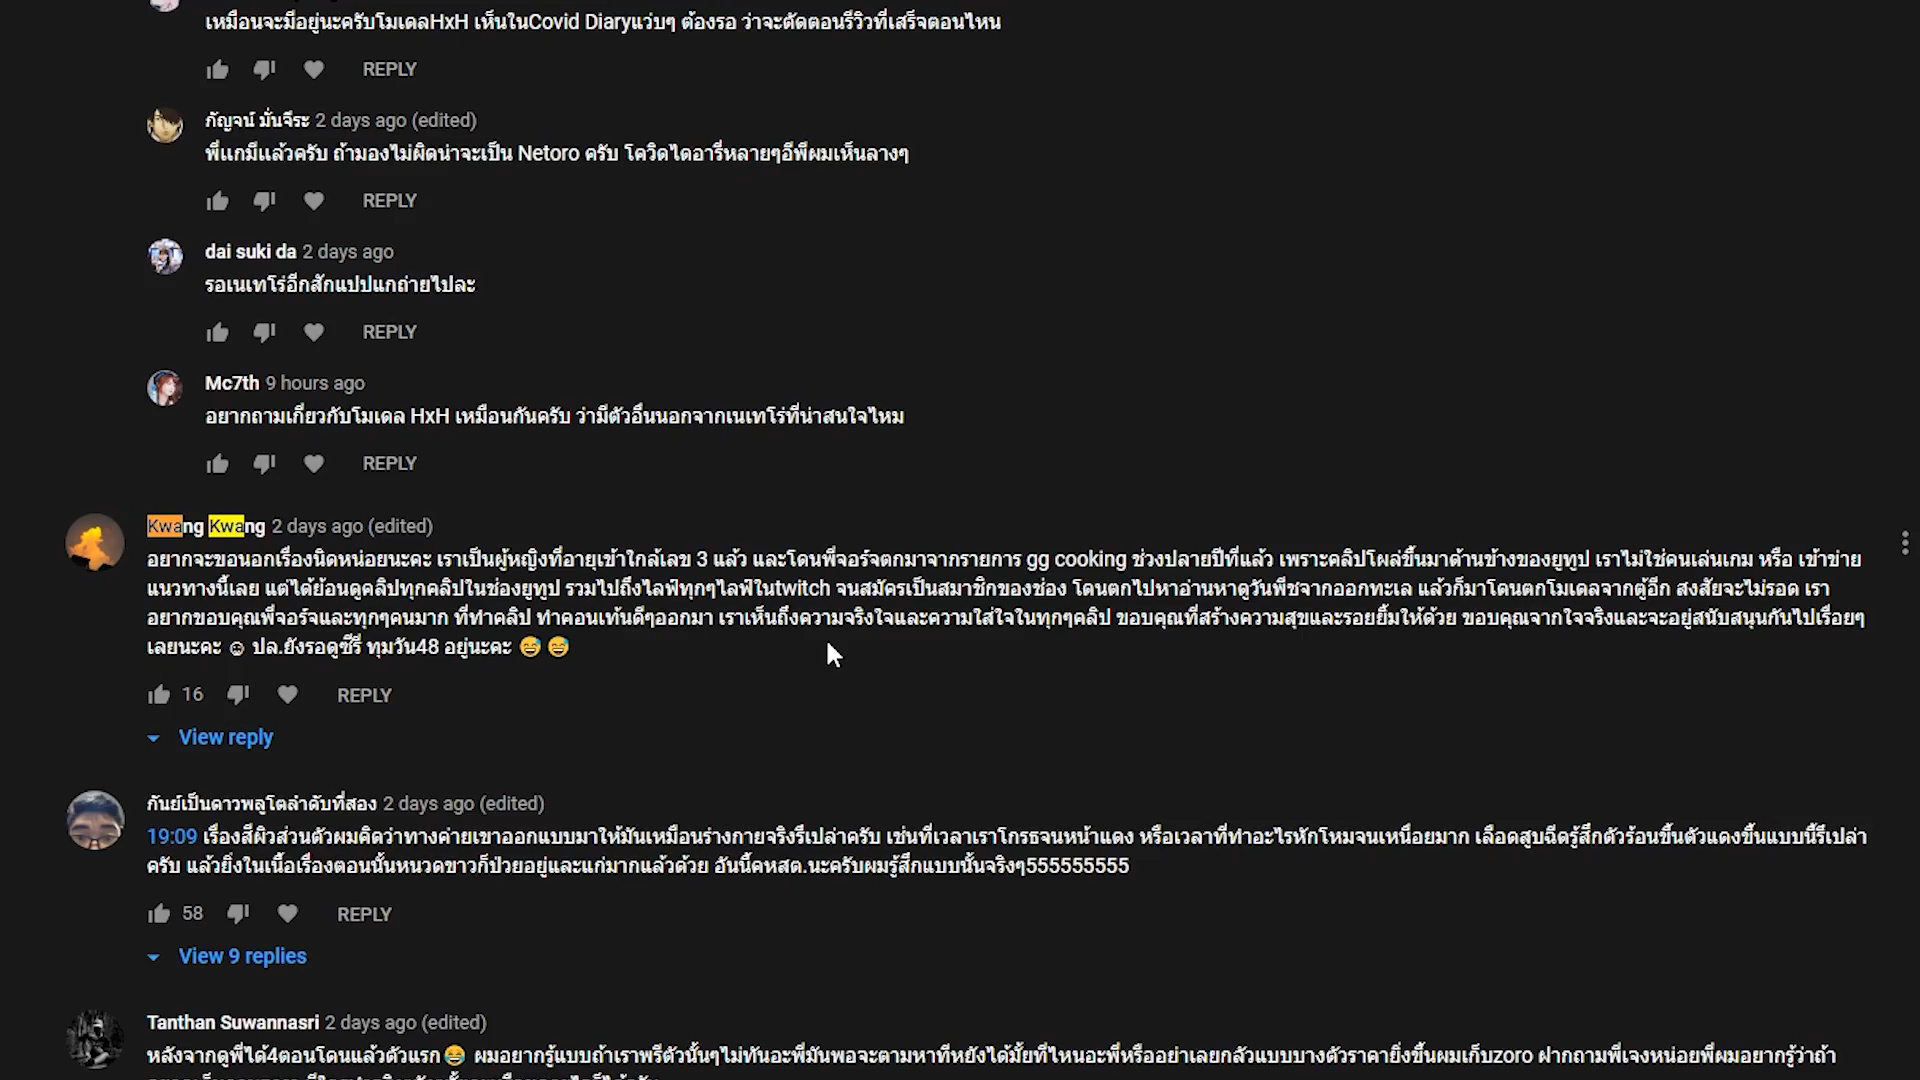 เหมือนจะมีอยู่นะครับโมเดลHxH เห็นในCovid Diaryแว่บๆ ต้องรอ ว่าจะตัดตอนรีวิวที่เสร็จตอนไหน
REPLY
กัญจน์ มั่นจีระ 2 days ago (edited)
พี่แกมีแล้วครับ ถ้ามองไม่ผิดน่าจะเป็น Netoro ครับ โควิดไดอารี่หลายๆอีพีผมเห็นลางๆ
REPLY
dai suki da 2 days ago
รอเนเทโร่อีกสักแปปแกถ่ายไปละ
REPLY
Mc7th 9 hours ago
อยากถามเกี่ยวกับโมเดล HxH เหมือนกันครับ ว่ามีตัวอื่นนอกจากเนเทโร่ที่น่าสนใจไหม
REPLY
Kwang Kwang 2 days ago (edited)
อยากจะขอนอกเรื่องนิดหน่อยนะคะ เราเป็นผู้หญิงที่อายุเข้าใกล้เลข 3 แล้ว และโดนพี่จอร์จตกมาจากรายการ gg cooking ช่วงปลายปีที่แล้ว เพราะคลิปโผล่ขึ้นมาด้านข้างของยูทูป เราไม่ใช่คนเล่นเกม หรือ เข้าข่าย
แนวทางนี้เลย แต่ได้ย้อนดูคลิปทุกคลิปในช่องยูทูป รวมไปถึงไลฟ์ทุกๆไลฟ์ในtwitch จนสมัครเป็นสมาชิกของช่อง โดนตกไปหาอ่านหาดูวันพีชจากออกทะเล แล้วก็มาโดนตกโมเดลจากตู้อีก สงสัยจะไม่รอด เรา
อยากขอบคุณพี่จอร์จและทุกๆคนมาก ที่ทำคลิป ทำคอนเท้นดีๆออกมา เราเห็นถึงความจริงใจและความใส่ใจในทุกๆคลิป ขอบคุณที่สร้างความสุขและรอยยิ้มให้ด้วย ขอบคุณจากใจจริงและจะอยู่สนับสนุนกันไปเรื่อยๆ
เลยนะคะ ☺ ปล.ยังรอดูซีรี่ ทุมวัน48 อยู่นะคะ 😅 😅
16 REPLY
View reply
กันย์เป็นดาวพลูโตลำดับที่สอง 2 days ago (edited)
19:09 เรื่องสีผิวส่วนตัวผมคิดว่าทางค่ายเขาออกแบบมาให้มันเหมือนร่างกายจริงรึเปล่าครับ เช่นที่เวลาเราโกรธจนหน้าแดง หรือเวลาที่ทำอะไรหักโหมจนเหนื่อยมาก เลือดสูบฉีดรู้สึกตัวร้อนขึ้นตัวแดงขึ้นแบบนี้รึเปล่า
ครับ แล้วยิ่งในเนื้อเรื่องตอนนั้นหนวดขาวก็ป่วยอยู่และแก่มากแล้วด้วย อันนี้คหสต.นะครับผมรู้สึกแบบนั้นจริงๆ555555555
58 REPLY
View 9 replies
Tanthan Suwannasri 2 days ago (edited)
หลังจากดูพี่ได้4ตอนโดนแล้วตัวแรก😂 ผมอยากรู้แบบถ้าเราพรีตัวนั้นๆไม่ทันอะพี่มันพอจะตามหาทีหยังได้มั้ยที่ไหนอะพี่หรืออย่าเลยกลัวแบบบางตัวราคายิ่งขึ้นผมเก็บzoro ฝากถามพี่เจงหน่อยพี่ผมอยากรู้ว่าถ้า